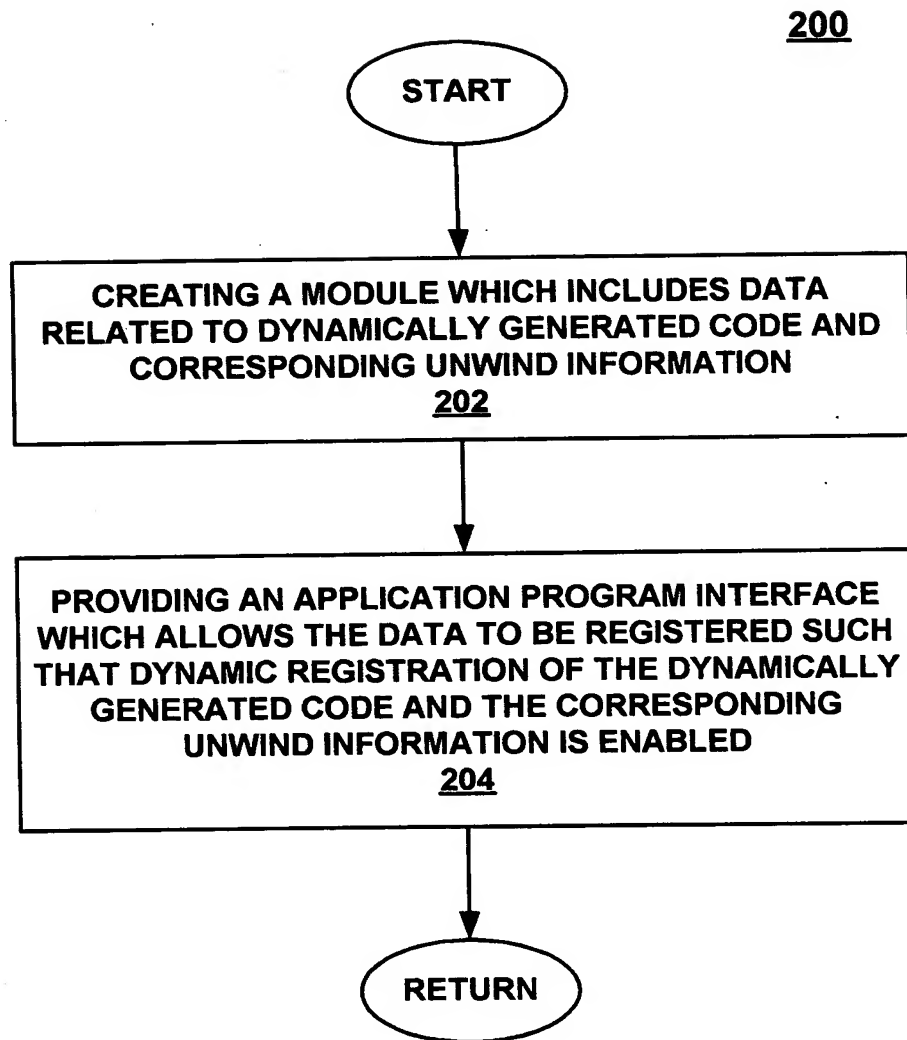 200
START
CREATING A MODULE WHICH INCLUDES DATA
RELATED TO DYNAMICALLY GENERATED CODE AND
CORRESPONDING UNWIND INFORMATION
202
PROVIDING AN APPLICATION PROGRAM INTERFACE
WHICH ALLOWS THE DATA TO BE REGISTERED SUCH
THAT DYNAMIC REGISTRATION OF THE DYNAMICALLY
GENERATED CODE AND THE CORRESPONDING
UNWIND INFORMATION IS ENABLED
204
RETURN